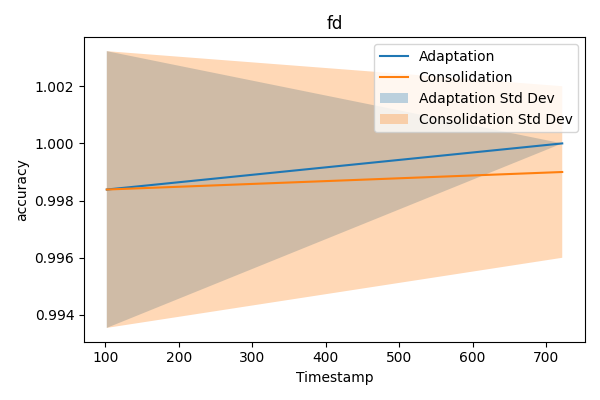 fd
Adaptation
Consolidation
Adaptation Std Dev
Consolidation Std Dev
accuracy
1.002
1.000
0.998
0.996
0.994
100 200 300 400 500 600 700
Timestamp